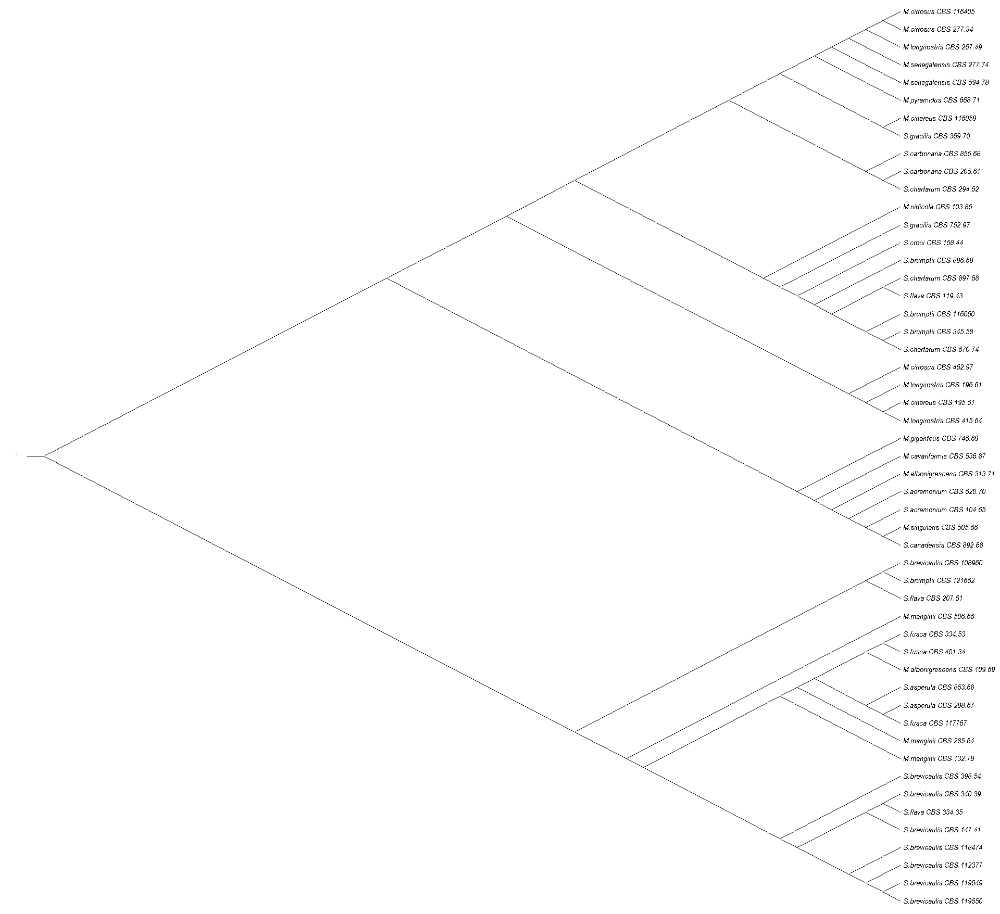 M.cirrosus CBS 116405
M.cirrosus CBS 277.34
M.longirostris CBS 267.49
M.senegalensis CBS 277.74
M.senegalensis CBS 594.78
M.pyramidus CBS 668.71
M.cinereus CBS 116059
S.gracilis CBS 369.70
S.carbonaria CBS 855.68
S.carbonaria CBS 205.61
S.chartarum CBS 294.52
M.nidicola CBS 103.85
S.gracilis CBS 752.97
S.croci CBS 158.44
S.brumptii CBS 896.68
S.chartarum CBS 897.68
S.flava CBS 119.43
S.brumptii CBS 116060
S.brumptii CBS 345.58
S.chartarum CBS 670.74
M.cirrosus CBS 462.97
M.longirostris CBS 196.61
M.cinereus CBS 195.61
M.longirostris CBS 415.64
M.giganteus CBS 746.69
M.cavariformis CBS 536.87
M.albonigrescens CBS 313.71
S.acremonium CBS 620.70
S.acremonium CBS 104.65
M.singularis CBS 505.66
S.canadensis CBS 892.68
S.brevicaulis CBS 108960
S.brumptii CBS 121662
S.flava CBS 207.61
M.manginii CBS 506.66
S.fusca CBS 334.53
S.fusca CBS 401.34
M.albonigrescens CBS 109.69
S.asperula CBS 853.68
S.asperula CBS 298.67
S.fusca CBS 117767
M.manginii CBS 285.64
M.manginii CBS 132.78
S.brevicaulis CBS 398.54
S.brevicaulis CBS 340.39
S.flava CBS 334.35
S.brevicaulis CBS 147.41
S.brevicaulis CBS 118474
S.brevicaulis CBS 112377
S.brevicaulis CBS 119549
S.brevicaulis CBS 119550